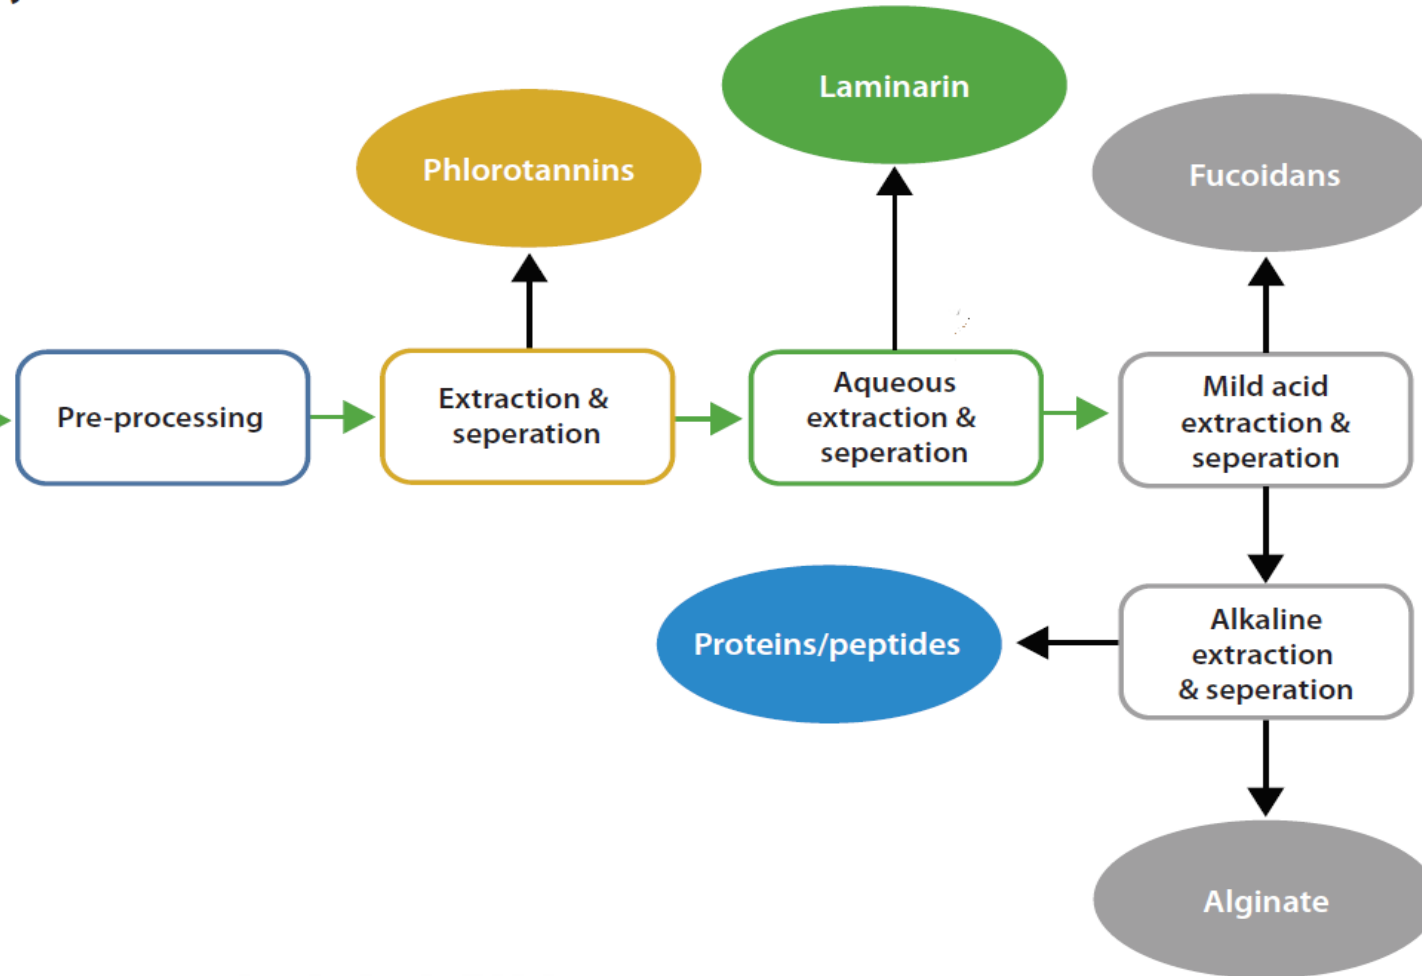 Laminarin
Phlorotannins
Fucoidans
Pre-processing
Extraction &
seperation
Aqueous
extraction &
seperation
Mild acid
extraction &
seperation
Proteins/peptides
Alkaline
extraction
& seperation
Alginate